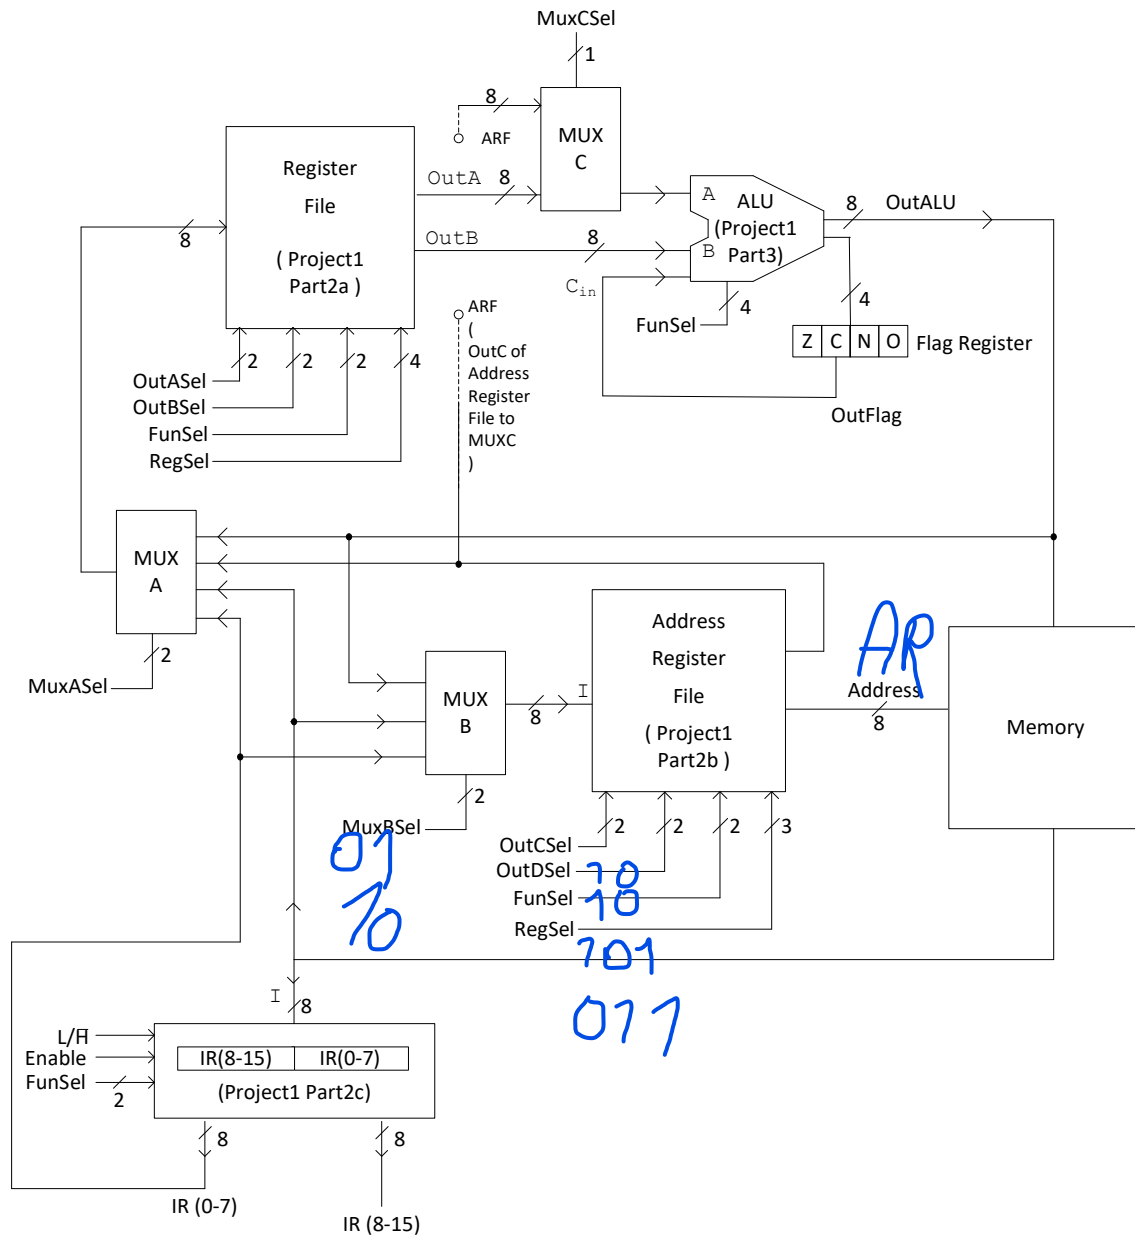 MuxCSel
1
8
ARF
MUX
C
Register
File
( Project1
Part2a )
OutA
8
OutB
8
8
A
B
ALU
(Project1
Part3)
8
OutALU
Cin
FunSel
4
4
Z C N O
Flag Register
OutFlag
ARF
(
OutC of
Address
Register
File to
MUXC
)
2
2
2
4
OutASel
OutBSel
FunSel
RegSel
MUX
A
2
MuxASel
MUX
B
8
2
MuxBSel
01
10
I
Address
Register
File
( Project1
Part2b )
AR
Address
8
Memory
2
2
2
3
OutCSel
OutDSel 10
FunSel 10
RegSel
101
011
I
8
L/H̅
Enable
FunSel
2
IR(8-15) IR(0-7)
(Project1 Part2c)
8
8
IR (0-7)
IR (8-15)